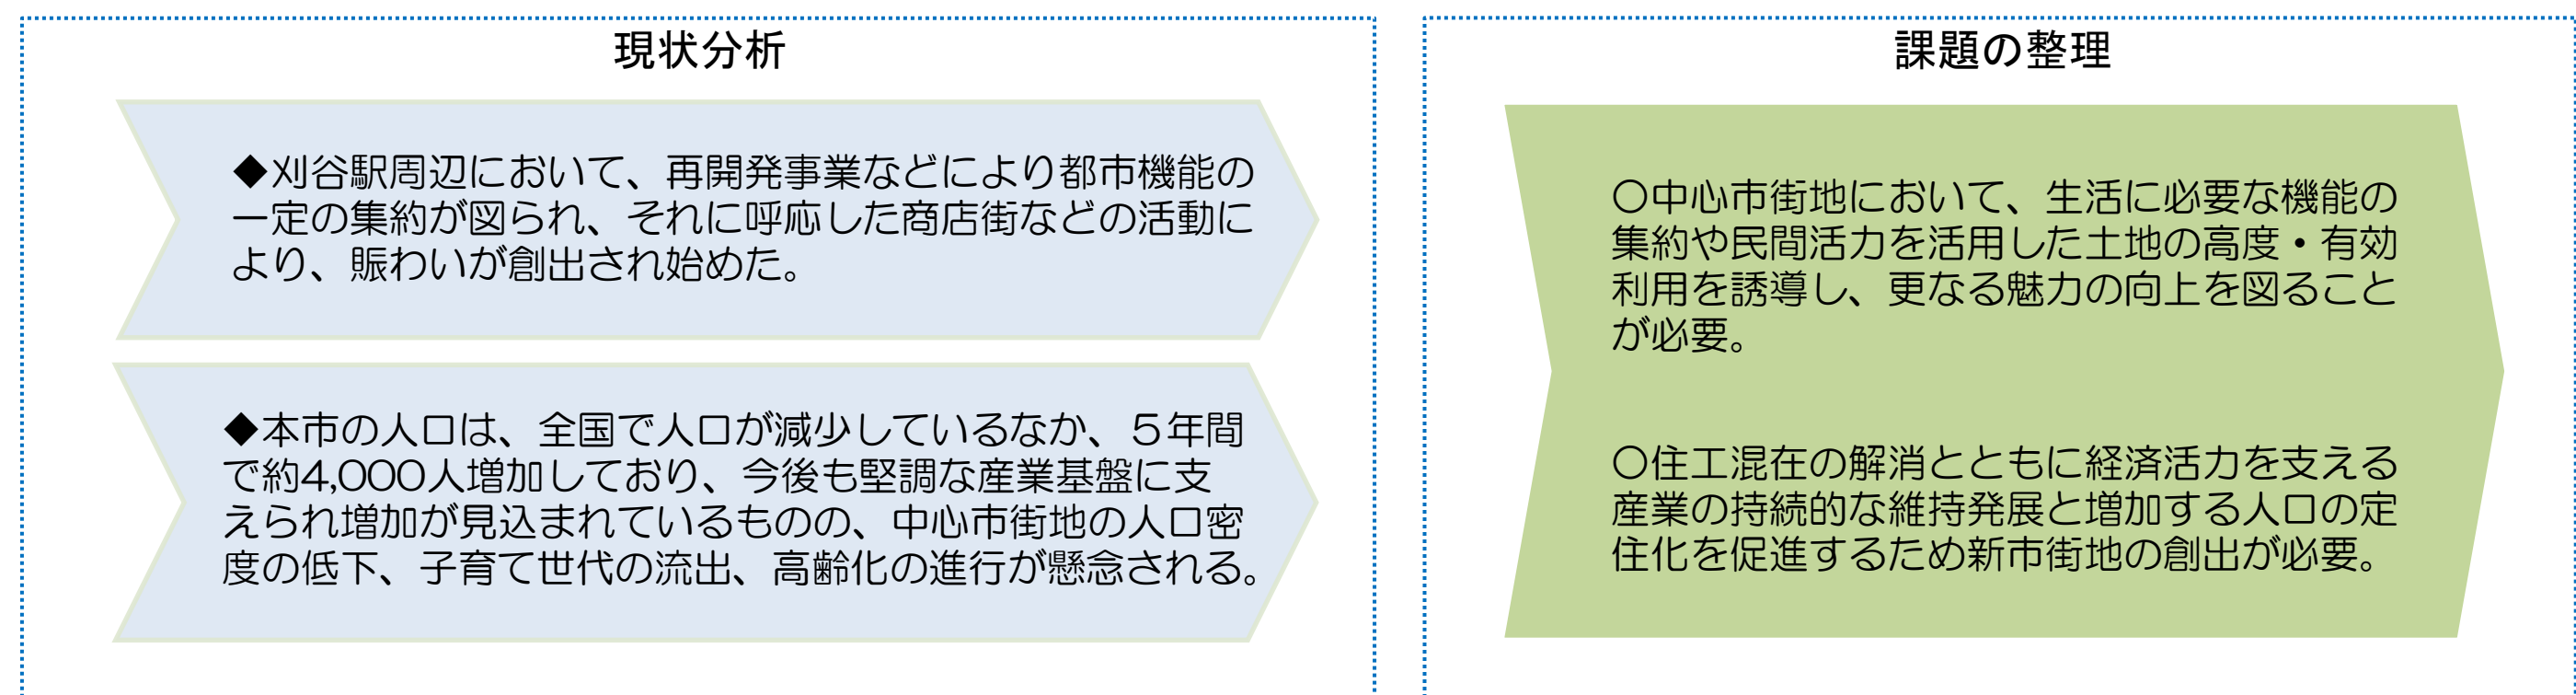 現状分析
◆刈谷駅周辺において、再開発事業などにより都市機能の
一定の集約が図られ、それに呼応した商店街などの活動に
より、賑わいが創出され始めた。
◆本市の人口は、全国で人口が減少しているなか、５年間
で約4,000人増加しており、今後も堅調な産業基盤に支
えられ増加が見込まれているものの、中心市街地の人口密
度の低下、子育て世代の流出、高齢化の進行が懸念される。
課題の整理
〇中心市街地において、生活に必要な機能の
集約や民間活力を活用した土地の高度・有効
利用を誘導し、更なる魅力の向上を図ること
が必要。
〇住工混在の解消とともに経済活力を支える
産業の持続的な維持発展と増加する人口の定
住化を促進するため新市街地の創出が必要。